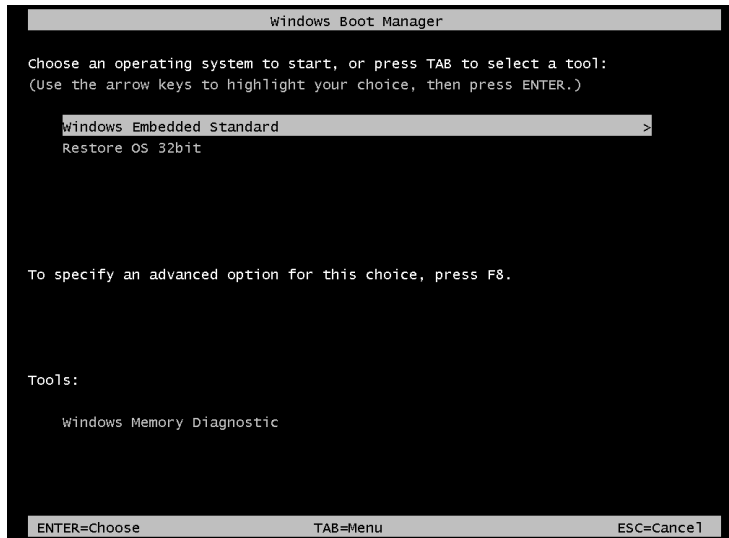 Windows Boot Manager
Choose an operating system to start, or press TAB to select a tool:
(Use the arrow keys to highlight your choice, then press ENTER.)
Windows Embedded Standard >
Restore OS 32bit
To specify an advanced option for this choice, press F8.
Tools:
Windows Memory Diagnostic
ENTER=Choose TAB=Menu ESC=Cancel